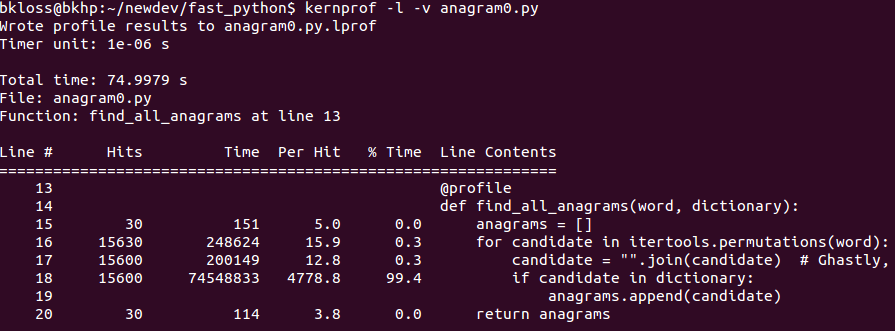 bkloss@bkhp:~/newdev/fast_python$ kernprof -l -v anagram0.py
Wrote profile results to anagram0.py.lprof
Timer unit: 1e-06 s
Total time: 74.9979 s
File: anagram0.py
Function: find_all_anagrams at line 13
Line #      Hits         Time  Per Hit   % Time  Line Contents
==============================================================
    13                                           @profile
    14                                           def find_all_anagrams(word, dictionary):
    15        30          151      5.0      0.0      anagrams = []
    16     15630       248624     15.9      0.3      for candidate in itertools.permutations(word):
    17     15600       200149     12.8      0.3          candidate = "".join(candidate)  # Ghastly,
    18     15600     74548833   4778.8     99.4          if candidate in dictionary:
    19                                                       anagrams.append(candidate)
    20        30          114      3.8      0.0      return anagrams